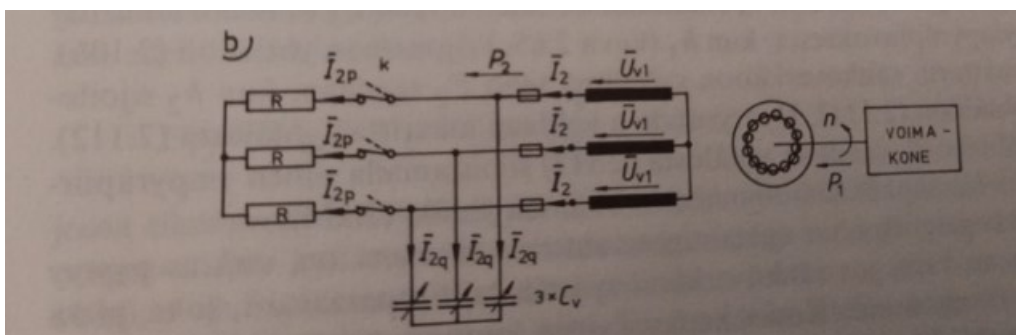 b)
Ī₂P k P₂ Ī₂ Ūv1
R
Ī₂P Ī₂ Ūv1
R
Ī₂P Ī₂ Ūv1
R
Ī₂q Ī₂q Ī₂q
3×Cv
n
P₁
VOIMA-
KONE